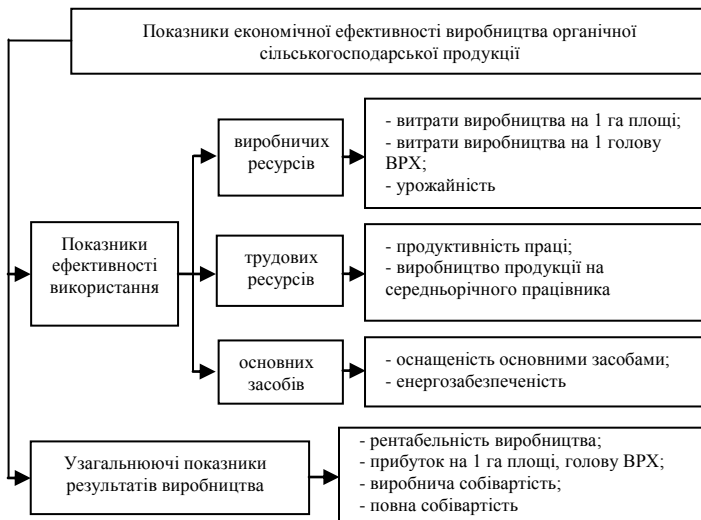 Показники економічної ефективності виробництва органічної
сільськогосподарської продукції
виробничих
ресурсів
- витрати виробництва на 1 га площі;
- витрати виробництва на 1 голову
ВРХ;
- урожайність
Показники
ефективності
використання
трудових
ресурсів
- продуктивність праці;
- виробництво продукції на
середньорічного працівника
основних
засобів
- оснащеність основними засобами;
- енергозабезпеченість
Узагальнюючі показники
результатів виробництва
- рентабельність виробництва;
- прибуток на 1 га площі, голову ВРХ;
- виробнича собівартість;
- повна собівартість